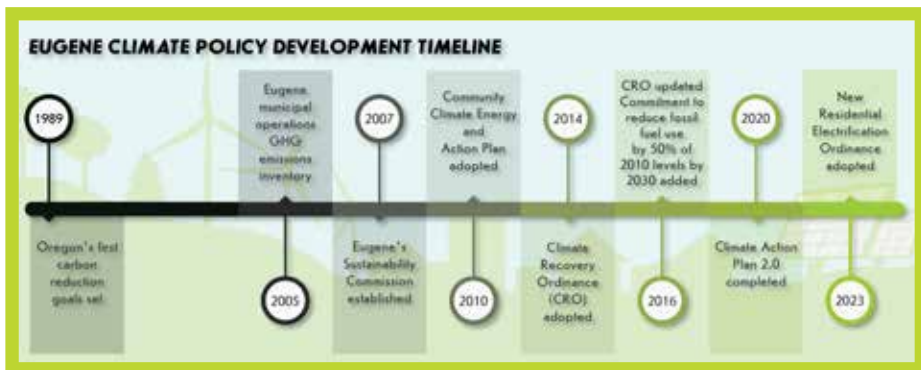 EUGENE CLIMATE POLICY DEVELOPMENT TIMELINE
1989
Oregon's first
carbon
reduction
goals set
Eugene
municipal
operations
GHG
emissions
inventory
2005
2007
Eugene's
Sustainability
Commission
established
Community
Climate Energy
and
Action Plan
adopted
2010
2014
Climate
Recovery
Ordinance
(CRO)
adopted
CRO updated
Commitment to
reduce fossil
fuel use
by 50% of
2010 levels by
2030 added
2016
2020
Climate Action
Plan 2.0
completed
New
Residential
Electrification
Ordinance
adopted
2023